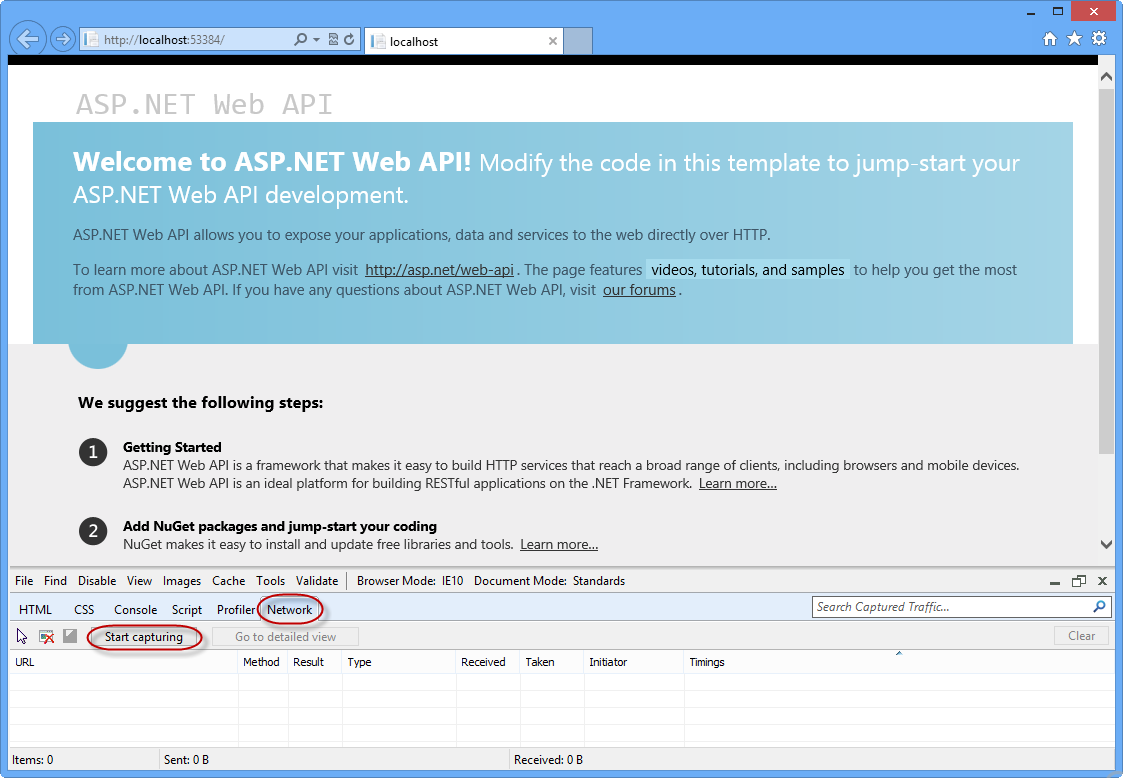 http://localhost:53384/
localhost
ASP.NET Web API
Welcome to ASP.NET Web API! Modify the code in this template to jump-start your
ASP.NET Web API development.
ASP.NET Web API allows you to expose your applications, data and services to the web directly over HTTP.
To learn more about ASP.NET Web API visit http://asp.net/web-api. The page features videos, tutorials, and samples to help you get the most
from ASP.NET Web API. If you have any questions about ASP.NET Web API, visit our forums.
We suggest the following steps:
1 Getting Started
ASP.NET Web API is a framework that makes it easy to build HTTP services that reach a broad range of clients, including browsers and mobile devices.
ASP.NET Web API is an ideal platform for building RESTful applications on the .NET Framework. Learn more...
2 Add NuGet packages and jump-start your coding
NuGet makes it easy to install and update free libraries and tools. Learn more...
File Find Disable View Images Cache Tools Validate Browser Mode: IE10 Document Mode: Standards
HTML CSS Console Script Profiler Network Search Captured Traffic...
Start capturing Go to detailed view Clear
URL Method Result Type Received Taken Initiator Timings
Items: 0 Sent: 0 B Received: 0 B